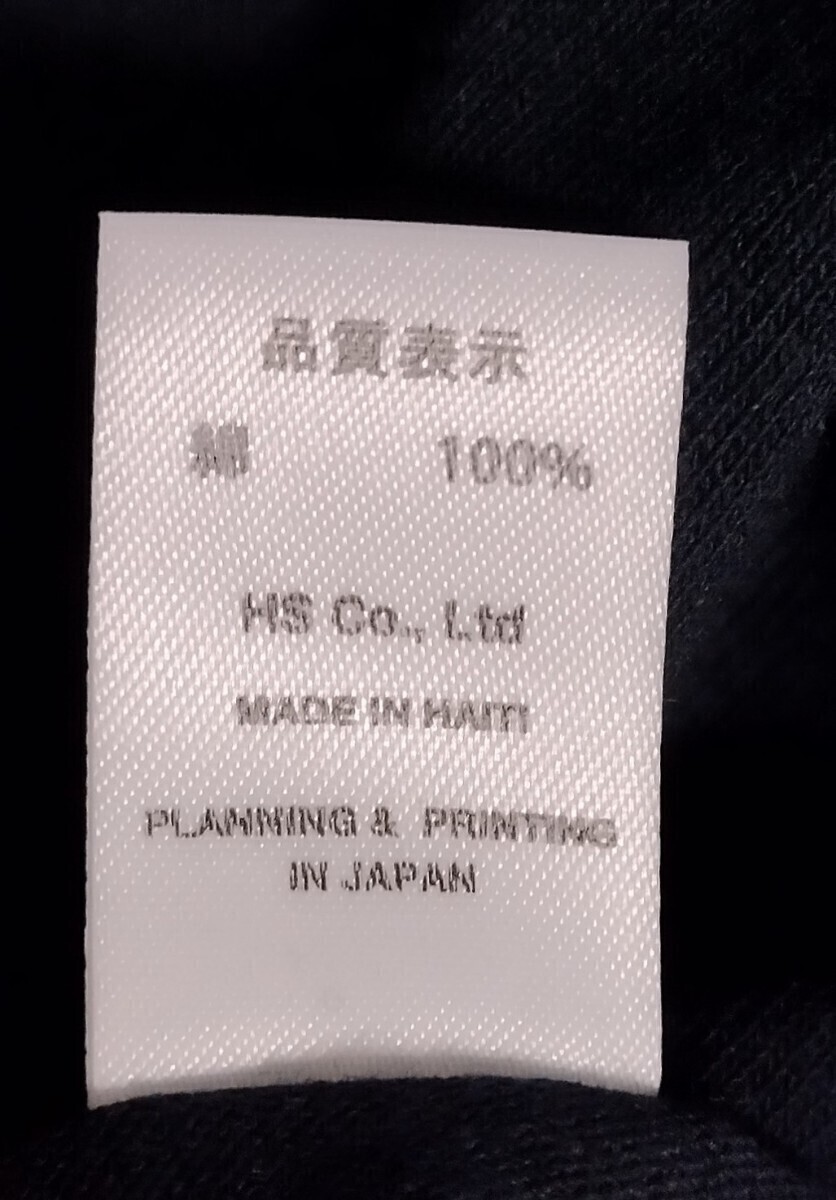 品質表示
綿 100%
HS Co., Ltd
MADE IN HAITI
PLANNING & PRINTING
IN JAPAN